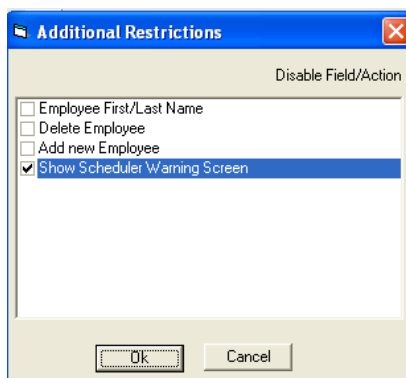 Additional Restrictions
Disable Field/Action
Employee First/Last Name
Delete Employee
Add new Employee
Show Scheduler Warning Screen
Ok
Cancel